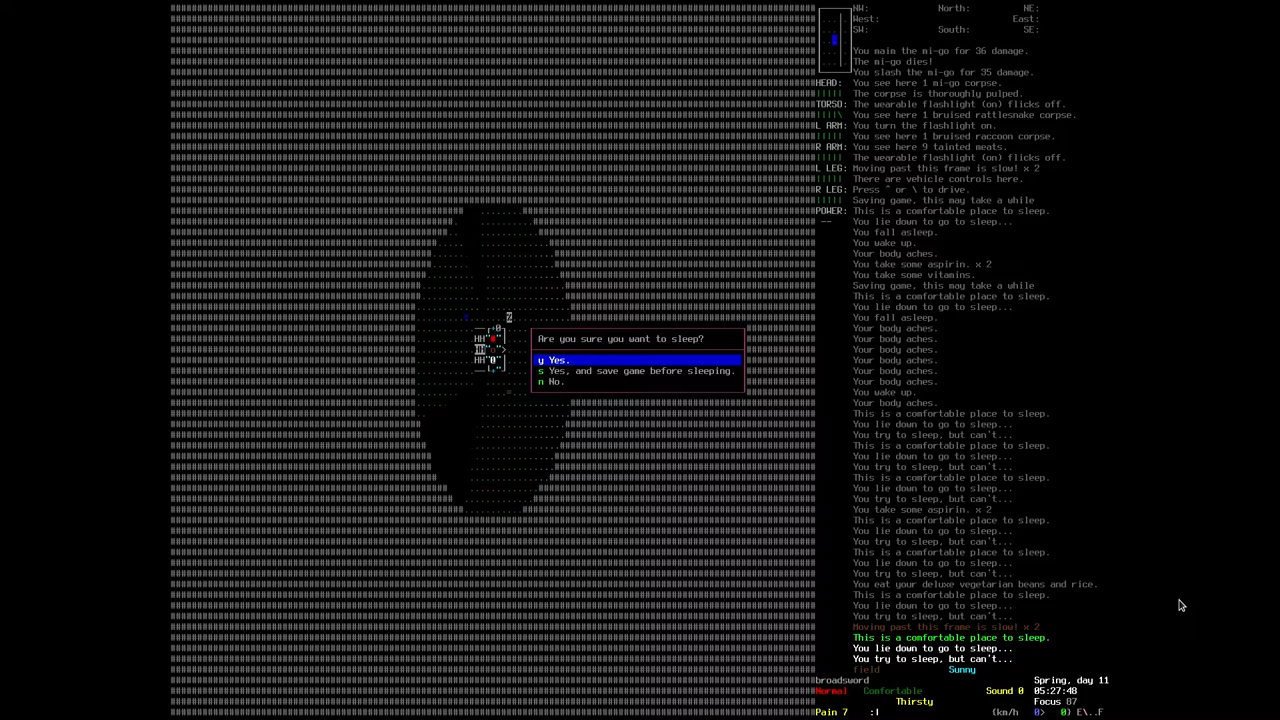 NW: North: NE:
West: East:
SW: South: SE:
You maim the mi-go for 36 damage.
The mi-go dies!
You slash the mi-go for 35 damage.
HEAD: You see here 1 mi-go corpse.
The corpse is thoroughly pulped.
TORSO: The wearable flashlight (on) flicks off.
You see here 1 bruised rattlesnake corpse.
L ARM: You turn the flashlight on.
You see here 1 bruised raccoon corpse.
R ARM: You see here 9 tainted meats.
The wearable flashlight (on) flicks off.
L LEG: Moving past this frame is slow! x 2
There are vehicle controls here.
R LEG: Press ^ or \ to drive.
Saving game, this may take a while
POWER: This is a comfortable place to sleep.
-- You lie down to go to sleep...
You fall asleep.
You wake up.
Your body aches.
You take some aspirin. x 2
You take some vitamins.
Saving game, this may take a while
This is a comfortable place to sleep.
You lie down to go to sleep...
You fall asleep.
Your body aches.
Your body aches.
Your body aches.
Your body aches.
Your body aches.
Your body aches.
You wake up.
Your body aches.
This is a comfortable place to sleep.
You lie down to go to sleep...
You try to sleep, but can't...
This is a comfortable place to sleep.
You lie down to go to sleep...
You try to sleep, but can't...
This is a comfortable place to sleep.
You lie down to go to sleep...
You try to sleep, but can't...
You take some aspirin. x 2
This is a comfortable place to sleep.
You lie down to go to sleep...
You try to sleep, but can't...
This is a comfortable place to sleep.
You lie down to go to sleep...
You try to sleep, but can't...
You eat your deluxe vegetarian beans and rice.
This is a comfortable place to sleep.
You lie down to go to sleep...
You try to sleep, but can't...
Moving past this frame is slow! x 2
This is a comfortable place to sleep.
You lie down to go to sleep...
You try to sleep, but can't...
field Sunny
broadsword Spring, day 11
Normal Comfortable Sound 0 05:27:48
Thirsty Focus 87
Pain 7 :| (km/h 0> 0) E\..F
Are you sure you want to sleep?
y Yes.
s Yes, and save game before sleeping.
n No.